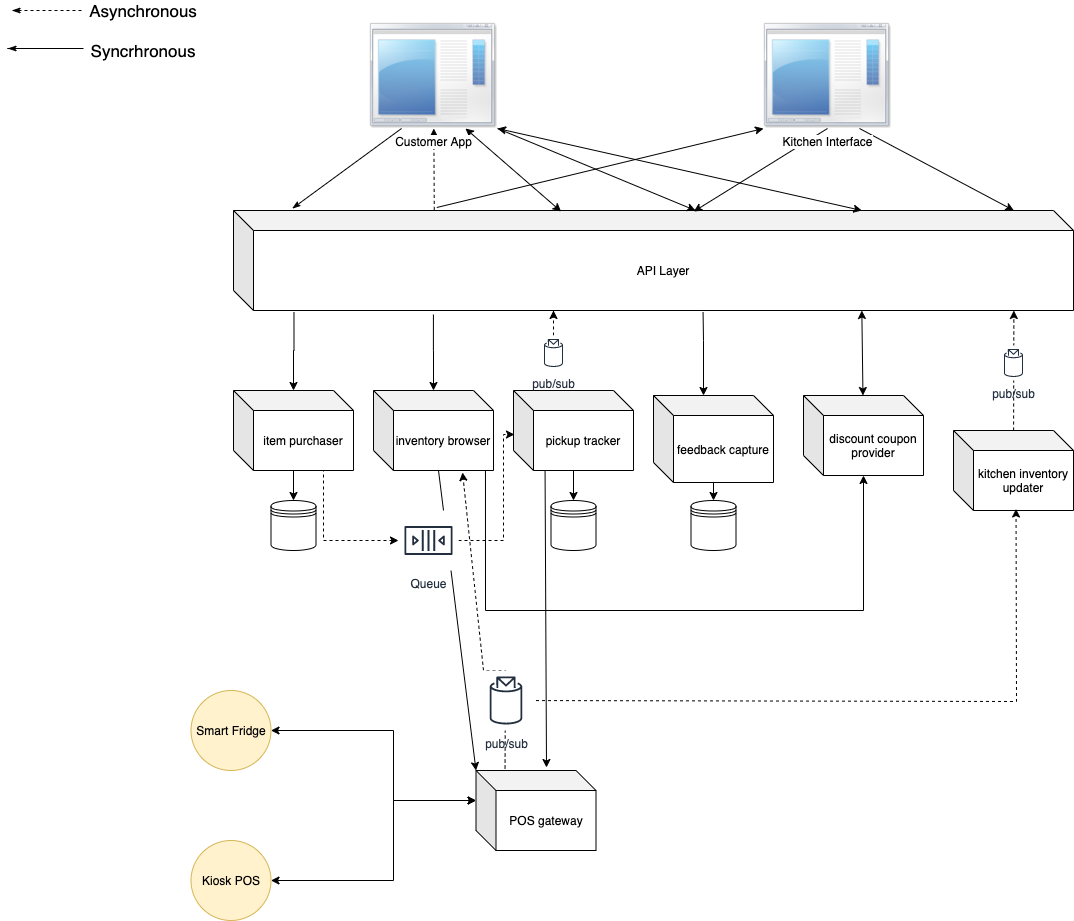 Asynchronous
Syncrhronous
Customer App
Kitchen Interface
API Layer
pub/sub
pub/sub
item purchaser
inventory browser
pickup tracker
feedback capture
discount coupon
provider
kitchen inventory
updater
Queue
Smart Fridge
pub/sub
POS gateway
Kiosk POS